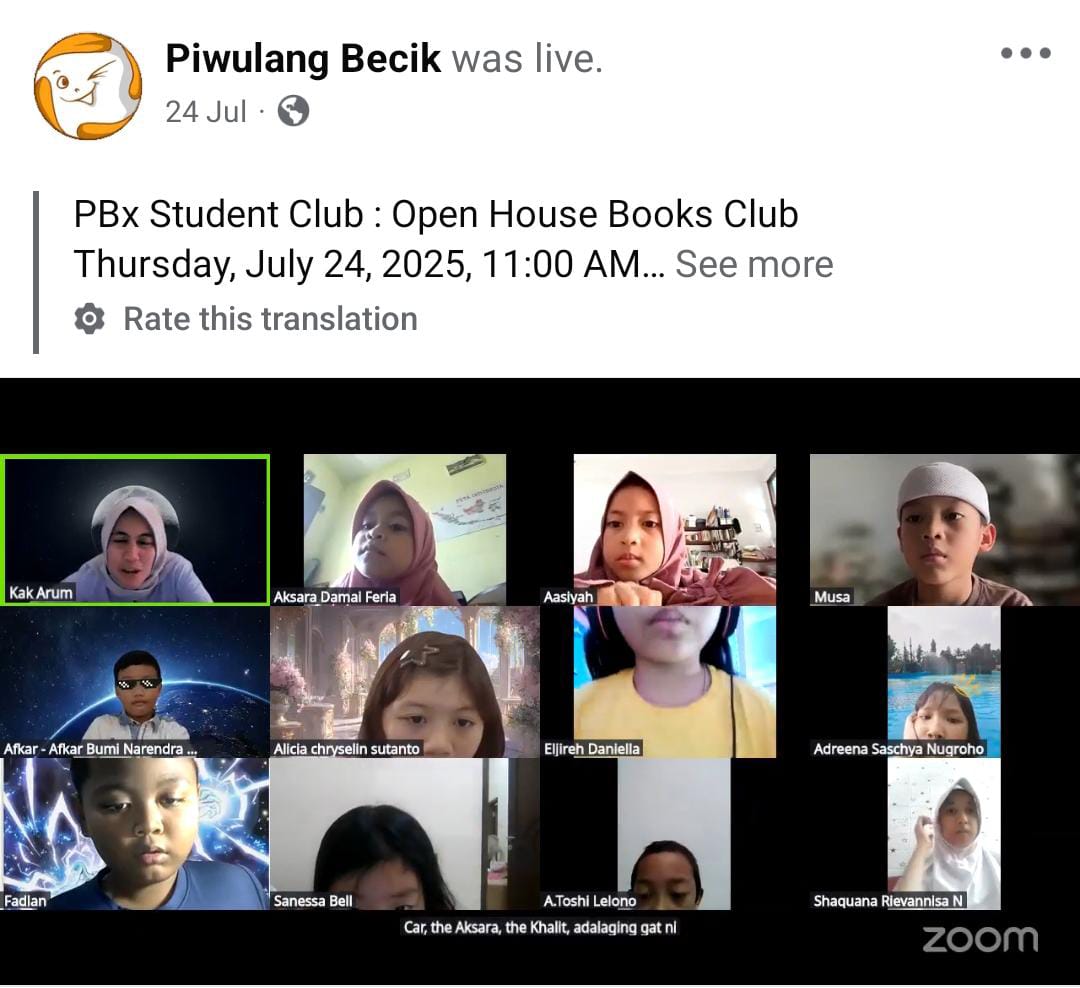 Piwulang Becik was live.
24 Jul ·
PBx Student Club : Open House Books Club
Thursday, July 24, 2025, 11:00 AM... See more
Rate this translation
Kak Arum
Aksara Damai Feria
Aasiyah
Musa
Afkar - Afkar Bumi Narendra ...
Alicia chryselin sutanto
Eljireh Daniella
Adreena Saschya Nugroho
Fadlan
Sanessa Bell
A.Toshi Lelono
Shaquana Rievannisa N
Car, the Aksara, the Khalit, adalaging gat ni
zoom